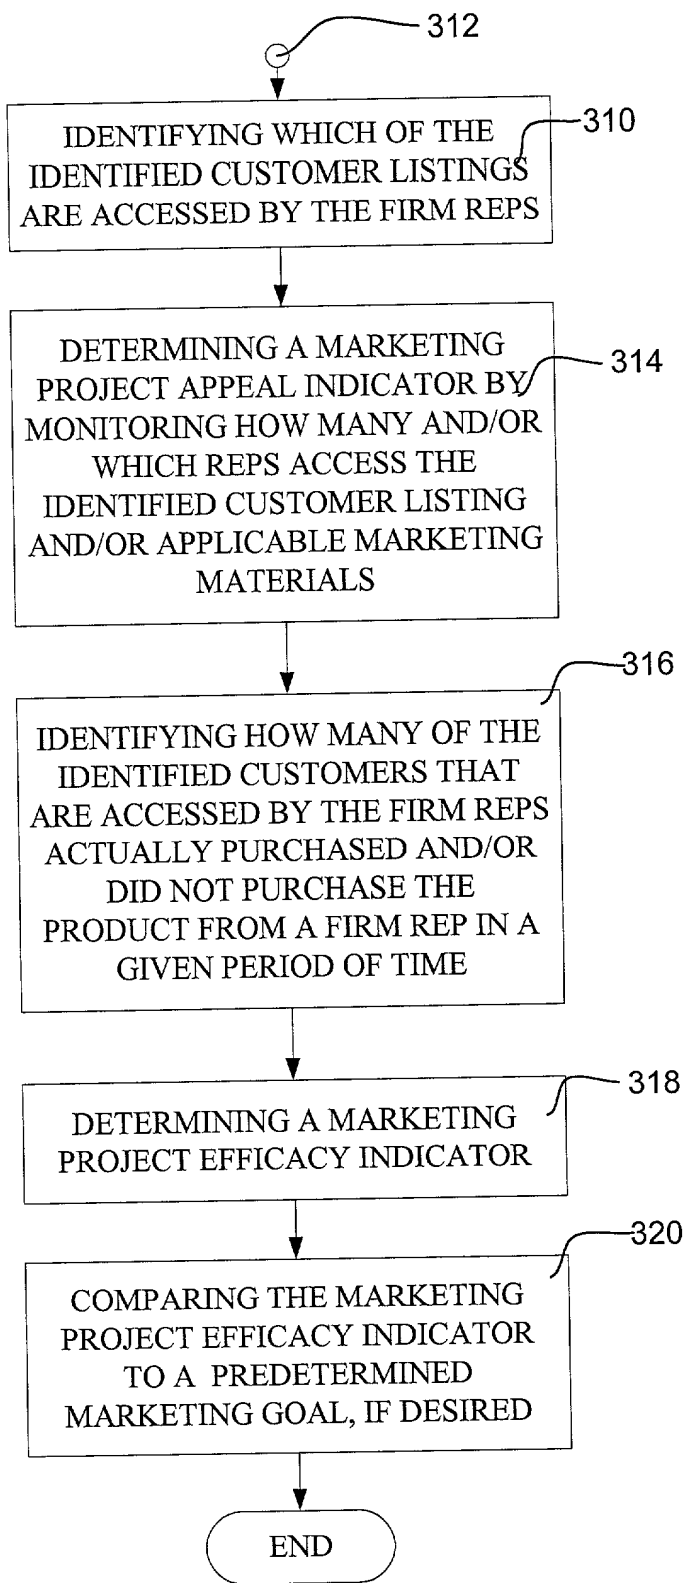 312
IDENTIFYING WHICH OF THE
IDENTIFIED CUSTOMER LISTINGS
ARE ACCESSED BY THE FIRM REPS
310
DETERMINING A MARKETING
PROJECT APPEAL INDICATOR BY
MONITORING HOW MANY AND/OR
WHICH REPS ACCESS THE
IDENTIFIED CUSTOMER LISTING
AND/OR APPLICABLE MARKETING
MATERIALS
314
316
IDENTIFYING HOW MANY OF THE
IDENTIFIED CUSTOMERS THAT
ARE ACCESSED BY THE FIRM REPS
ACTUALLY PURCHASED AND/OR
DID NOT PURCHASE THE
PRODUCT FROM A FIRM REP IN A
GIVEN PERIOD OF TIME
318
DETERMINING A MARKETING
PROJECT EFFICACY INDICATOR
320
COMPARING THE MARKETING
PROJECT EFFICACY INDICATOR
TO A PREDETERMINED
MARKETING GOAL, IF DESIRED
END